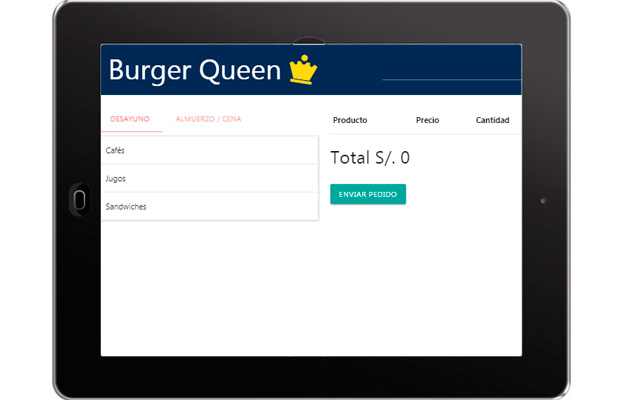 Burger Queen
DESAYUNO ALMUERZO / CENA
Cafés
Jugos
Sandwiches
Producto Precio Cantidad
Total S/. 0
ENVIAR PEDIDO